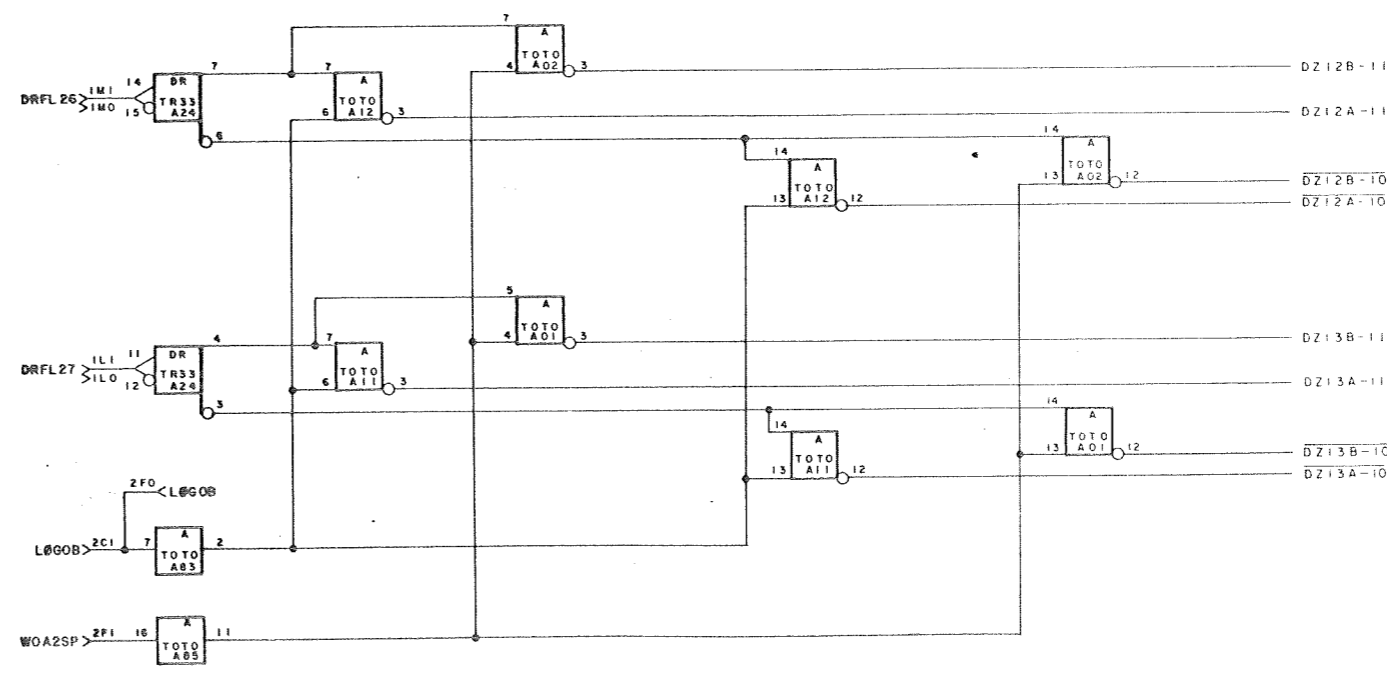 7
A
TOTO
A02
4
3
DZ12B-11
DRFL26
1M1
1M0
14
15
DR
TR33
A24
7
7
A
TOTO
A12
6
3
DZ12A-11
6
14
A
TOTO
A12
13
12
14
A
TOTO
A02
13
12
DZ12B-10
DZ12A-10
5
A
TOTO
A01
4
3
DZ13B-11
DRFL27
1L1
1L0
11
12
DR
TR33
A24
4
7
A
TOTO
A11
6
3
DZ13A-11
3
14
A
TOTO
A11
13
12
14
A
TOTO
A01
13
12
DZ13B-10
DZ13A-10
2F0
LØGOB
LØGOB
2C1
7
A
TOTO
A83
2
WOA2SP
2F1
16
A
TOTO
A85
11